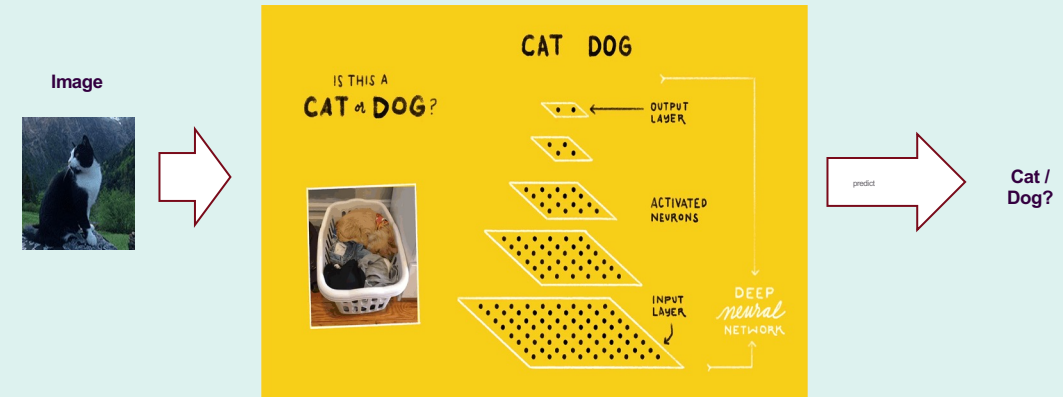 Image
IS THIS A
CAT or DOG?
CAT DOG
OUTPUT
LAYER
ACTIVATED
NEURONS
INPUT
LAYER
DEEP
neural
NETWORK
predict
Cat /
Dog?